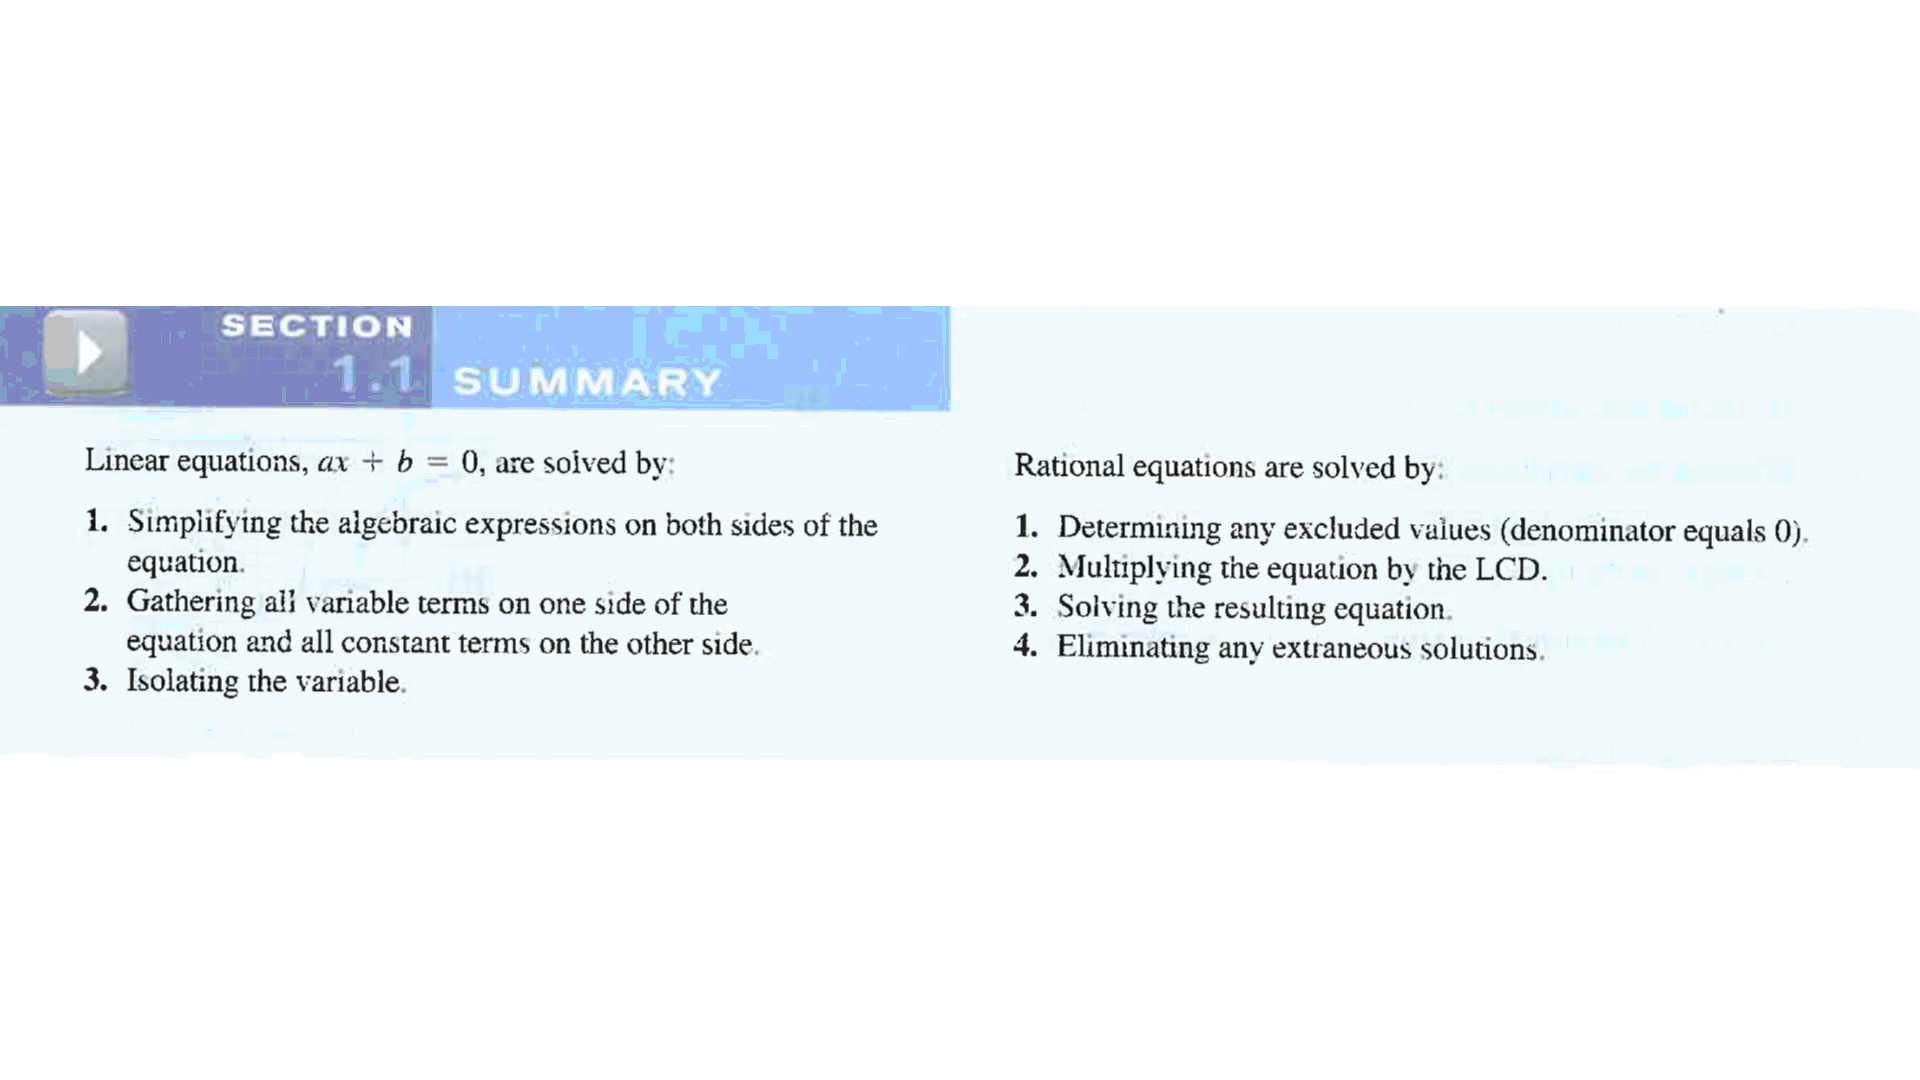 SECTION
1.1 SUMMARY
Linear equations, ax + b = 0, are solved by:
1. Simplifying the algebraic expressions on both sides of the
equation.
2. Gathering all variable terms on one side of the
equation and all constant terms on the other side.
3. Isolating the variable.
Rational equations are solved by:
1. Determining any excluded values (denominator equals 0).
2. Multiplying the equation by the LCD.
3. Solving the resulting equation.
4. Eliminating any extraneous solutions.